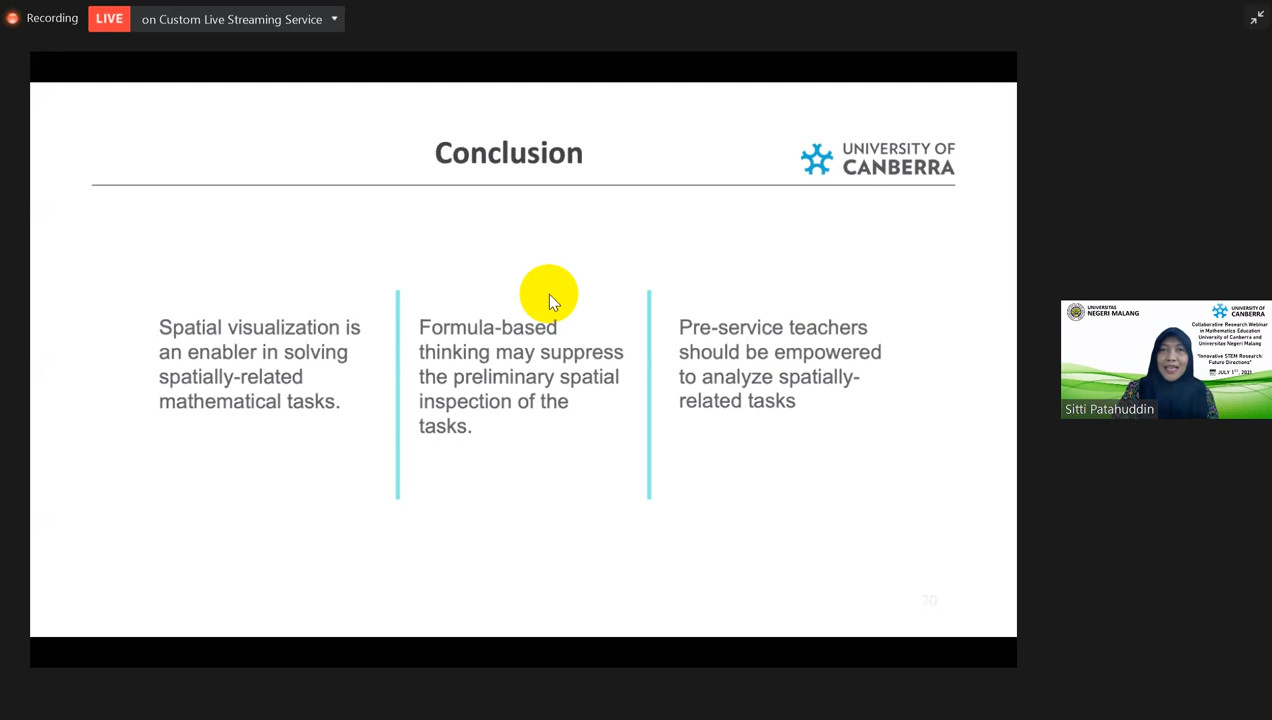 Recording
LIVE
on Custom Live Streaming Service
Conclusion
UNIVERSITY OF
CANBERRA
Spatial visualization is
an enabler in solving
spatially-related
mathematical tasks.
Formula-based
thinking may suppress
the preliminary spatial
inspection of the
tasks.
Pre-service teachers
should be empowered
to analyze spatially-
related tasks
70
UNIVERSITAS
NEGERI MALANG
UNIVERSITY OF
CANBERRA
Collaborative Research Webinar
in Mathematics Education
University of Canberra and
Universitas Negeri Malang
"Innovative STEM Research:
Future Directions"
JULY 1ST, 2021
Sitti Patahuddin